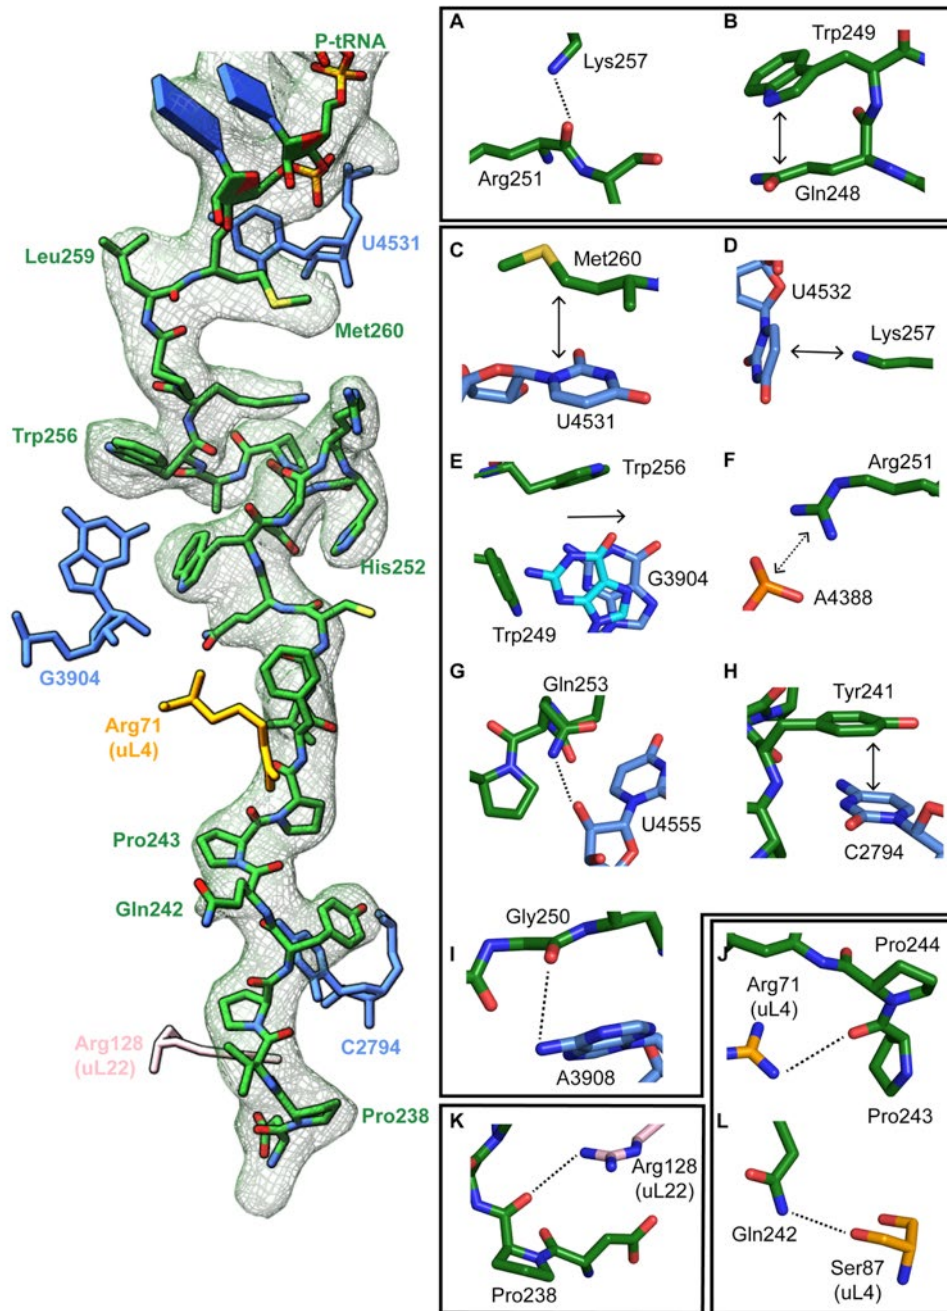 P-tRNA
U4531
Leu259
Met260
Trp256
His252
G3904
Arg71
(uL4)
Pro243
Gln242
C2794
Arg128
(uL22)
Pro238
A
Lys257
Arg251
B
Trp249
Gln248
C
Met260
U4531
D
U4532
Lys257
E
Trp256
G3904
Trp249
F
Arg251
A4388
G
Gln253
U4555
H
Tyr241
C2794
I
Gly250
A3908
J
Pro244
Arg71
(uL4)
Pro243
K
Arg128
(uL22)
Pro238
L
Gln242
Ser87
(uL4)